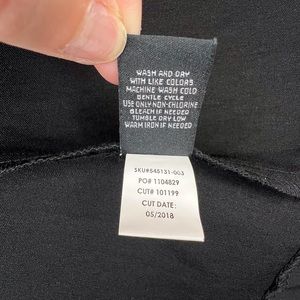 WASH AND DRY
WITH LIKE COLORS
MACHINE WASH COLD
GENTLE CYCLE
USE ONLY NON-CHLORINE
BLEACH IF NEEDED
TUMBLE DRY LOW
WARM IRON IF NEEDED
SKU#545131-003
PO# 1104829
CUT# 101199
CUT DATE:
05/2018